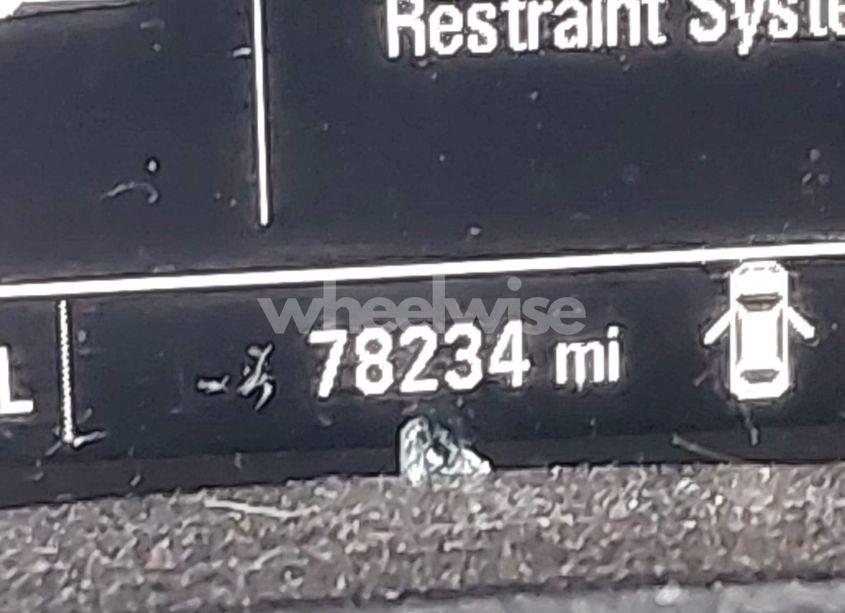 Restraint Syste
wheelwise
L 78234 mi